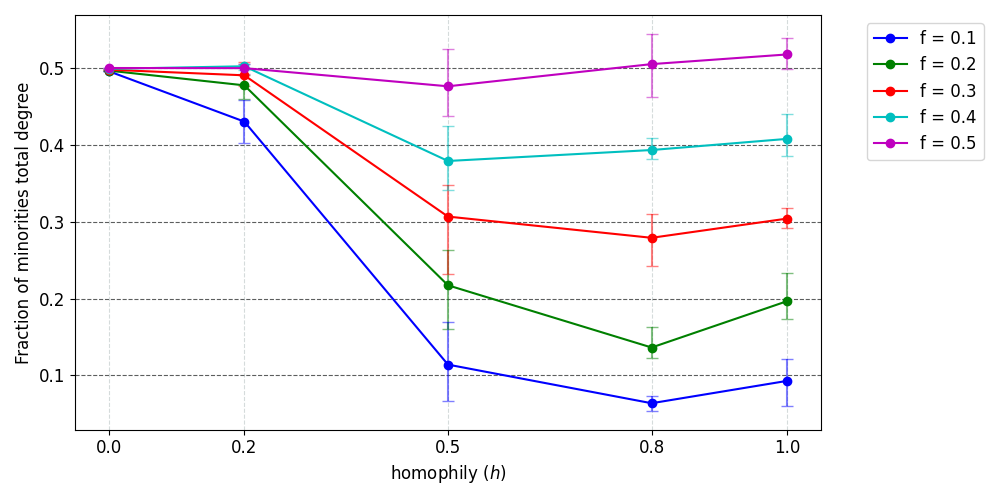 Fraction of minorities total degree
0.5
0.4
0.3
0.2
0.1
0.0 0.2 0.5 0.8 1.0
homophily (h)
f = 0.1
f = 0.2
f = 0.3
f = 0.4
f = 0.5